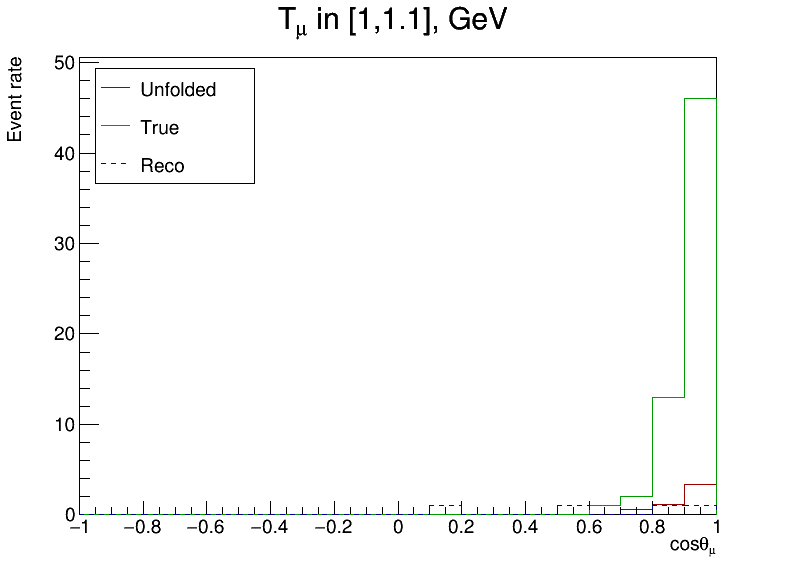 T_μ in [1,1.1], GeV
Event rate
50
40
30
20
10
0
Unfolded
True
Reco
−1 −0.8 −0.6 −0.4 −0.2 0 0.2 0.4 0.6 0.8 1
cosθ_μ